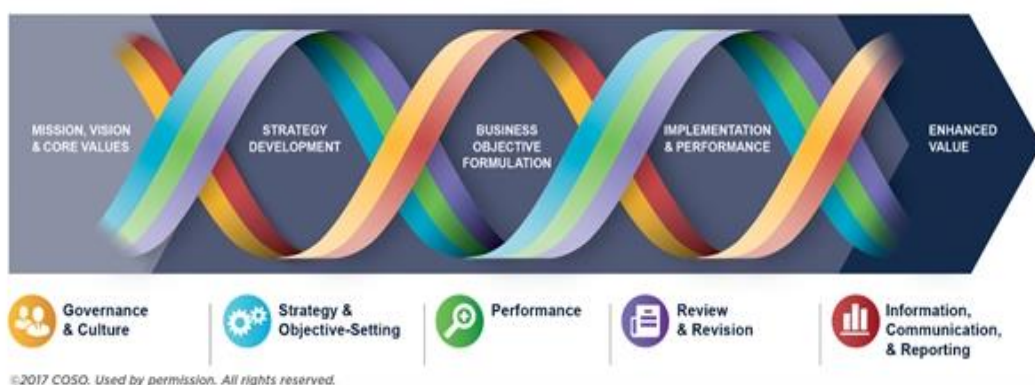 MISSION, VISION
& CORE VALUES
STRATEGY
DEVELOPMENT
BUSINESS
OBJECTIVE
FORMULATION
IMPLEMENTATION
& PERFORMANCE
ENHANCED
VALUE
Governance
& Culture
Strategy &
Objective-Setting
Performance
Review
& Revision
Information,
Communication,
& Reporting
©2017 COSO. Used by permission. All rights reserved.